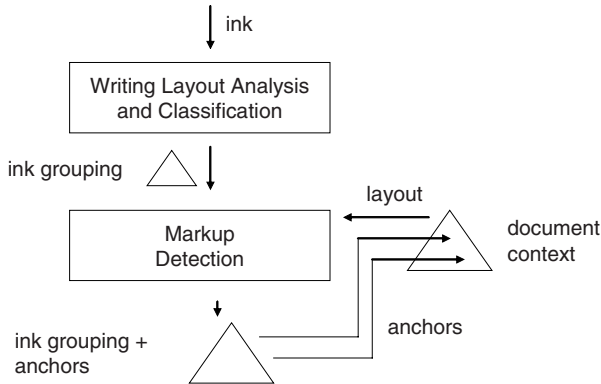 ink
Writing Layout Analysis
and Classification
ink grouping
layout
Markup
Detection
document
context
anchors
ink grouping +
anchors